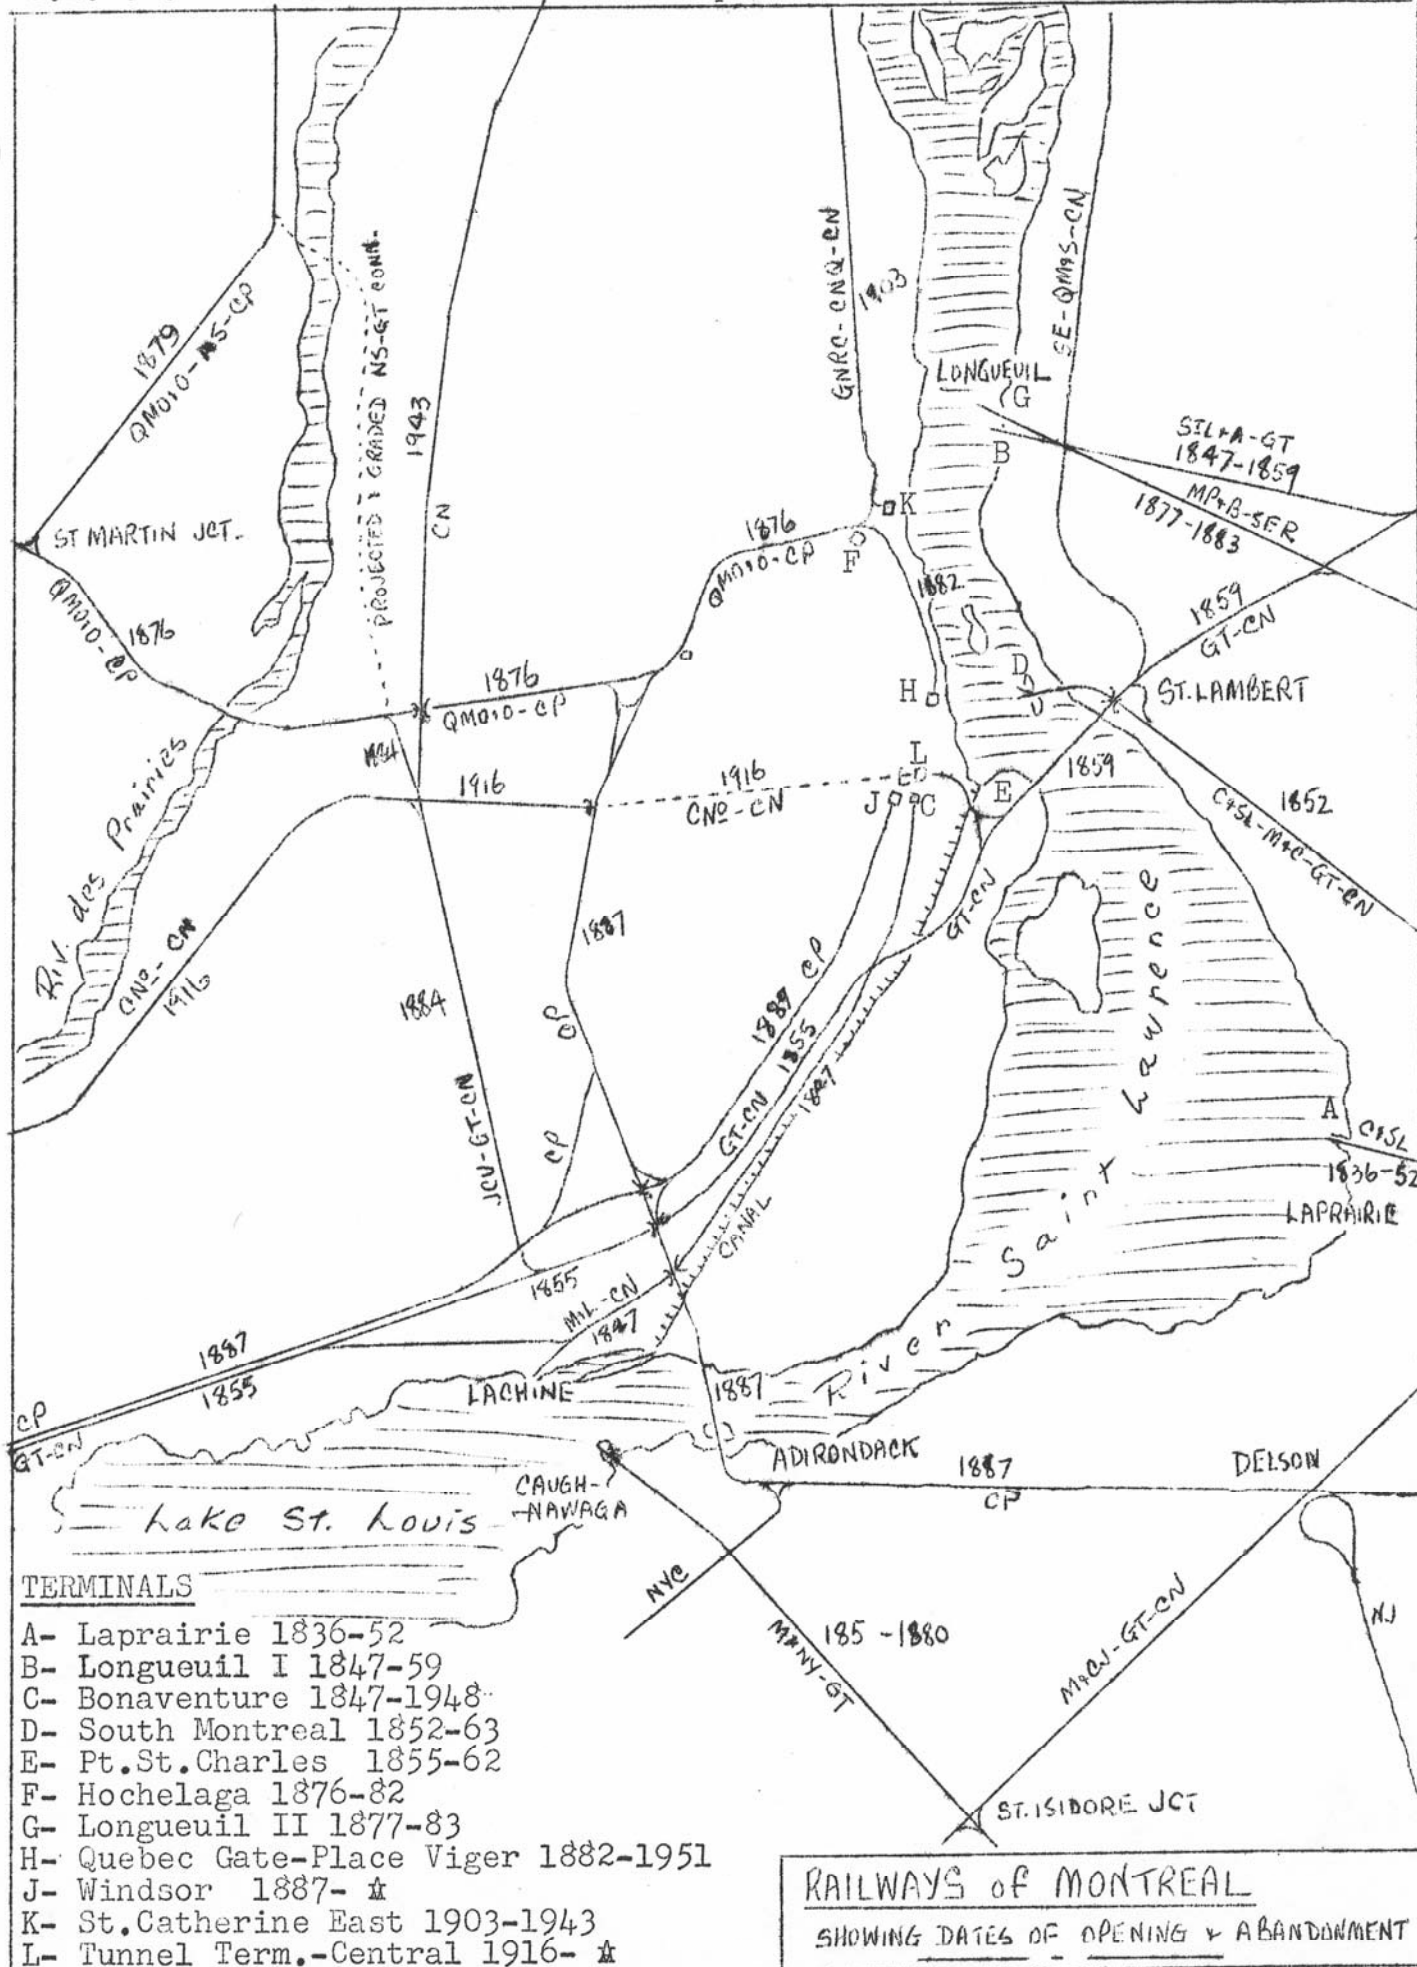 GNRC-CNQ-CN
1903
SE-QM&S-CN
1879
QMO&O-NS-CP
PROJECTED & GRADED NS-GT CONN.
1943
CN
LONGUEUIL
G
STL&A-GT
1847-1859
B
MP&B-SER
1877-1883
K
ST MARTIN JCT.
1876
QMO&O-CP
F
1882
1859
GT-CN
QMO&O-CP
1876
1876
QMO&O-CP
H
D
ST. LAMBERT
Riv. des Prairies
1916
1916
CNO-CN
L
J
C
E
1859
1852
C&SL-M&C-GT-CN
GT-CN
CNO-CN
1916
1884
JCU-GT-CN
1887
CP
CP
1889 CP
GT-CN 1855
1847
CANAL
River Saint Lawrence
A
C&SL
1836-52
LAPRAIRIE
1855
M&L-CN
1847
1887
1855
CP
GT-CN
LACHINE
1887
ADIRONDACK
1887
CP
DELSON
CAUGH-
-NAWAGA
Lake St. Louis
NYC
185 -1880
M&NY-GT
M&CJ-GT-CN
NJ
ST. ISIDORE JCT
TERMINALS
A- Laprairie 1836-52
B- Longueuil I 1847-59
C- Bonaventure 1847-1948
D- South Montreal 1852-63
E- Pt.St.Charles 1855-62
F- Hochelaga 1876-82
G- Longueuil II 1877-83
H- Quebec Gate-Place Viger 1882-1951
J- Windsor 1887- ☆
K- St.Catherine East 1903-1943
L- Tunnel Term.-Central 1916- ☆
RAILWAYS of MONTREAL
SHOWING DATES OF OPENING & ABANDONMENT